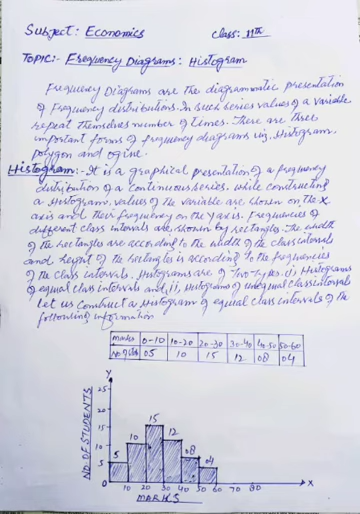 Subject: Economics
Class: 11th
TOPIC:- Frequency Diagrams: Histogram
Frequency Diagrams are the diagrammatic presentation
of Frequency distributions. In such series values of a variable
repeat themselves number of times. There are three
important forms of frequency diagrams viz. Histogram,
polygon and ogive.
Histogram:- It is a graphical presentation of a frequency
distribution of a Continuous series. While constructing
a Histogram, values of the variable are shown on the X
axis and their frequency on the Y axis. Frequencies of
different class intervals are shown by rectangles. The width
of the rectangles are according to the width of the class intervals
and height of the rectangles is according to the frequencies
of the class intervals. Histograms are of Two types. (i) Histograms
of equal class intervals and, (ii) Histogram of unequal class intervals
Let us construct a Histogram of equal class intervals of the
following information
Marks 0-10 10-20 20-30 30-40 40-50 50-60
No of sts 05 10 15 12 08 04
Y
25
20
15
10
5
0
NO. OF STUDENTS
5 10 15 12 08 04
10 20 30 40 50 60 70 80
X
MARKS